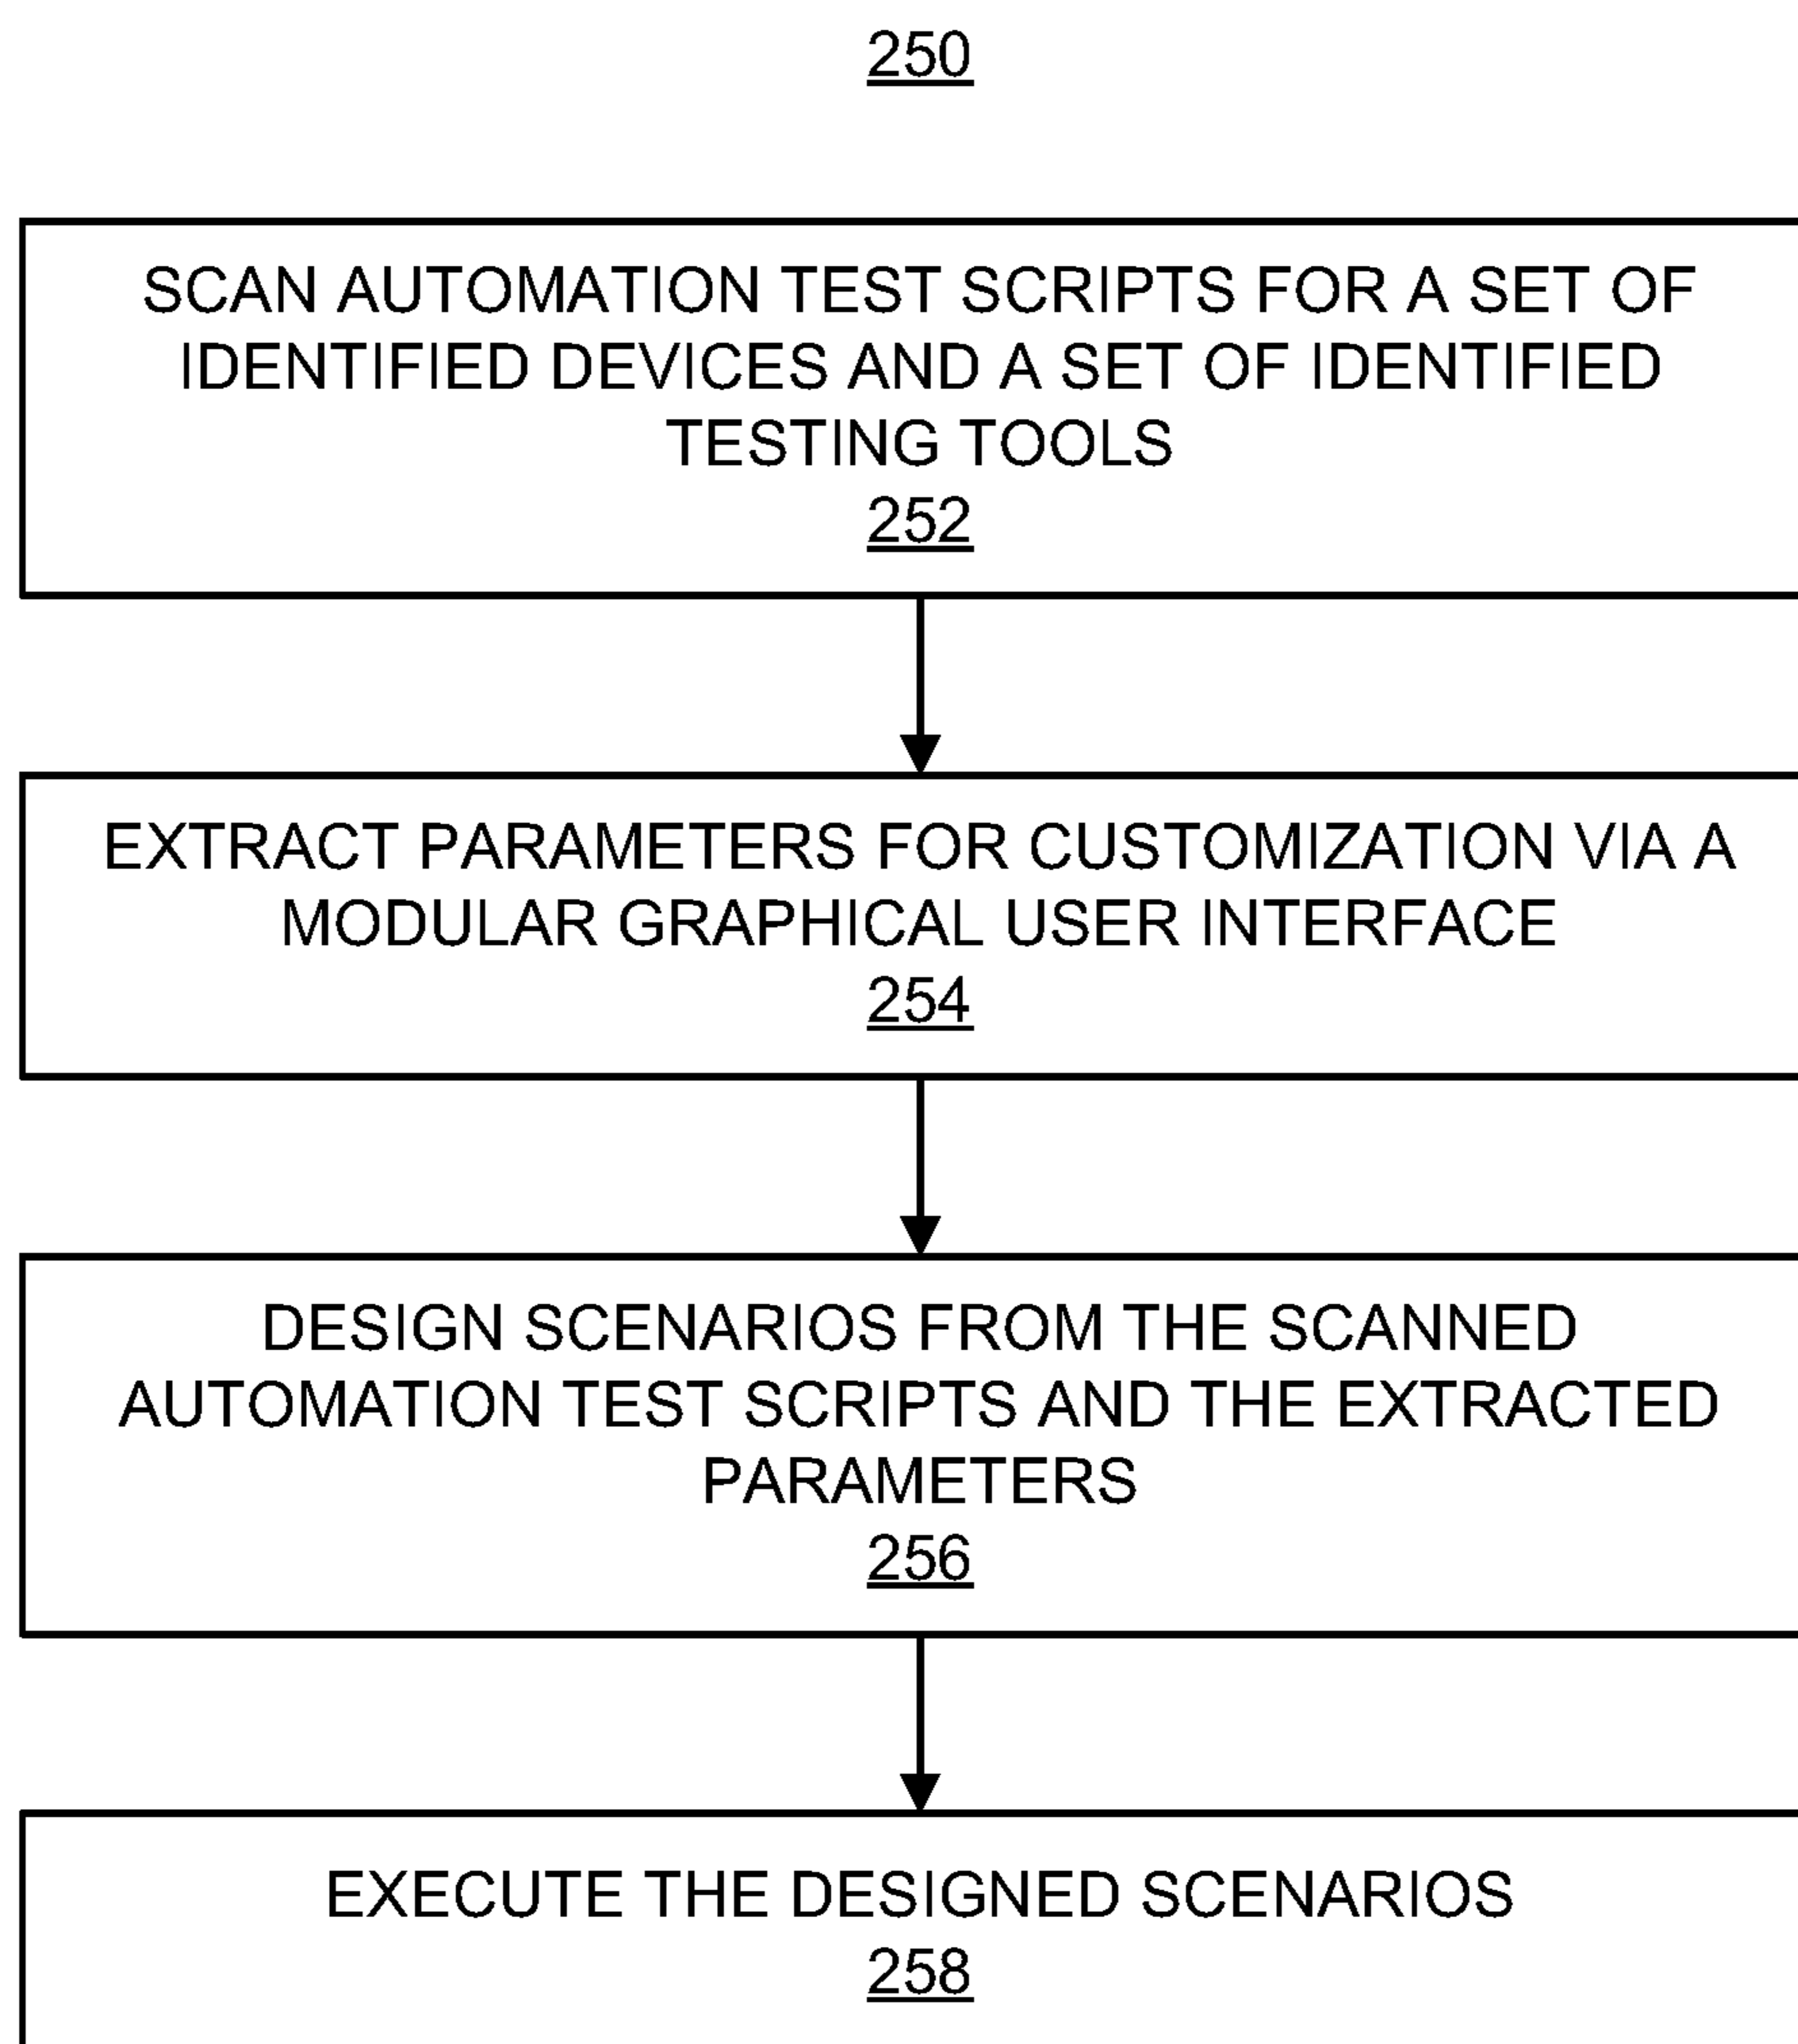 250
SCAN AUTOMATION TEST SCRIPTS FOR A SET OF
IDENTIFIED DEVICES AND A SET OF IDENTIFIED
TESTING TOOLS
252
EXTRACT PARAMETERS FOR CUSTOMIZATION VIA A
MODULAR GRAPHICAL USER INTERFACE
254
DESIGN SCENARIOS FROM THE SCANNED
AUTOMATION TEST SCRIPTS AND THE EXTRACTED
PARAMETERS
256
EXECUTE THE DESIGNED SCENARIOS
258